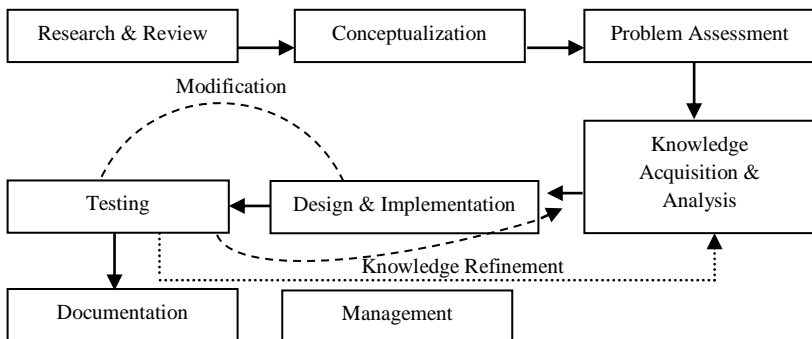 Research & Review
Conceptualization
Problem Assessment
Modification
Knowledge
Acquisition &
Analysis
Testing
Design & Implementation
Knowledge Refinement
Documentation
Management